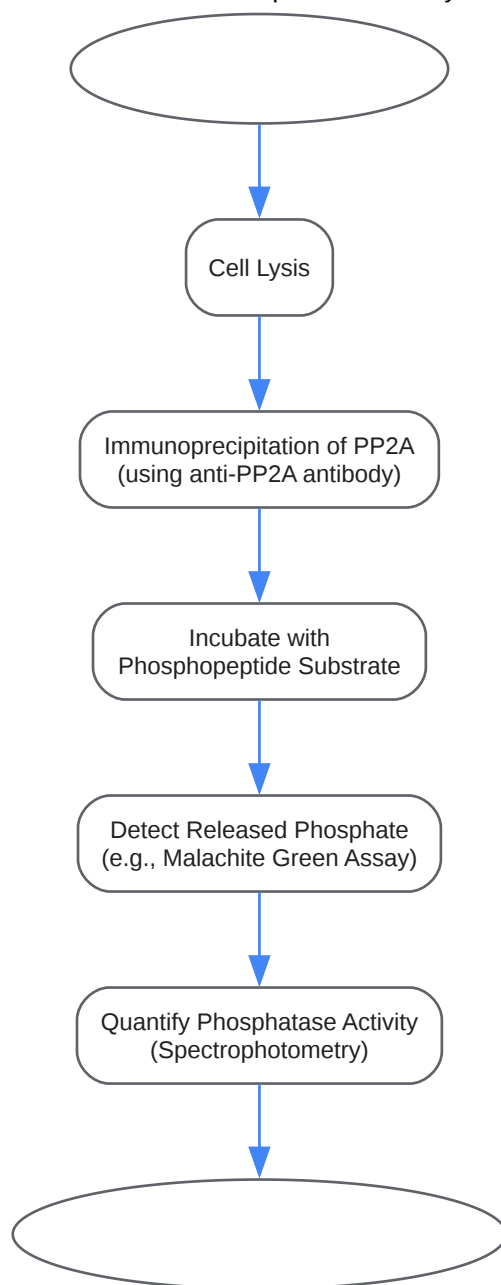 Cell Lysis
Immunoprecipitation of PP2A
(using anti-PP2A antibody)
Incubate with
Phosphopeptide Substrate
Detect Released Phosphate
(e.g., Malachite Green Assay)
Quantify Phosphatase Activity
(Spectrophotometry)